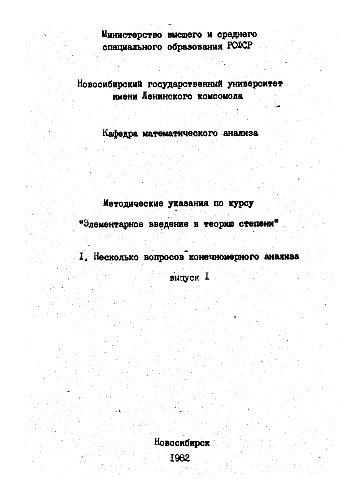 Министерство высшего и среднего
специального образования РСФСР
Новосибирский государственный университет
имени Ленинского комсомола
Кафедра математического анализа
Методические указания по курсу
"Элементарное введение в теорию степени"
I. Несколько вопросов конечномерного анализа
выпуск I
Новосибирск
1982